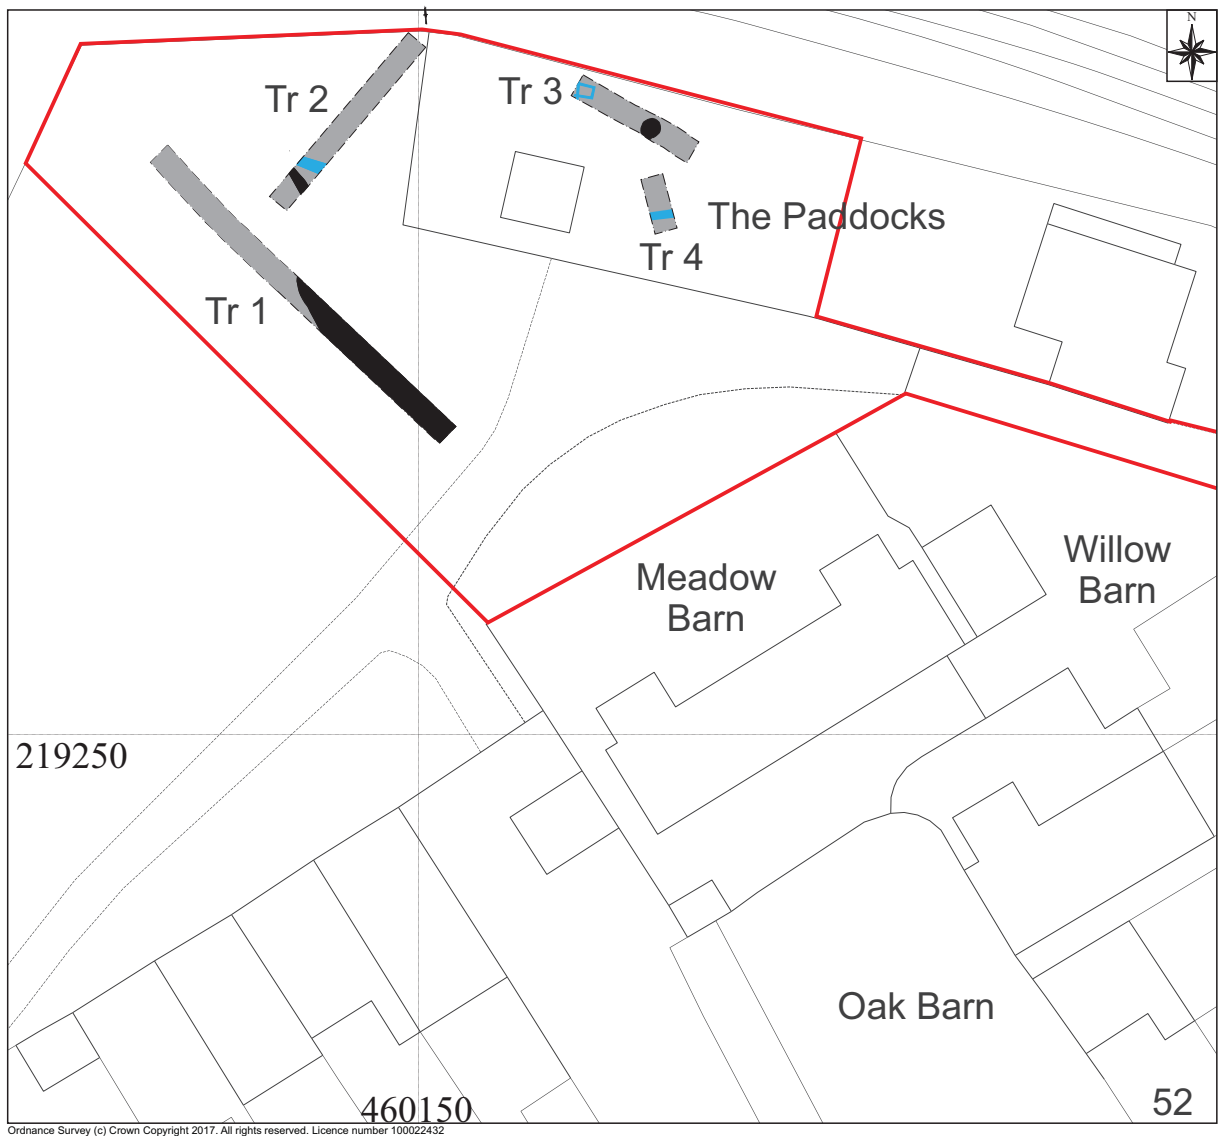 N
Tr 2
Tr 3
The Paddocks
Tr 4
Tr 1
Willow
Barn
Meadow
Barn
219250
Oak Barn
460150
52
Ordnance Survey (c) Crown Copyright 2017. All rights reserved. Licence number 100022432